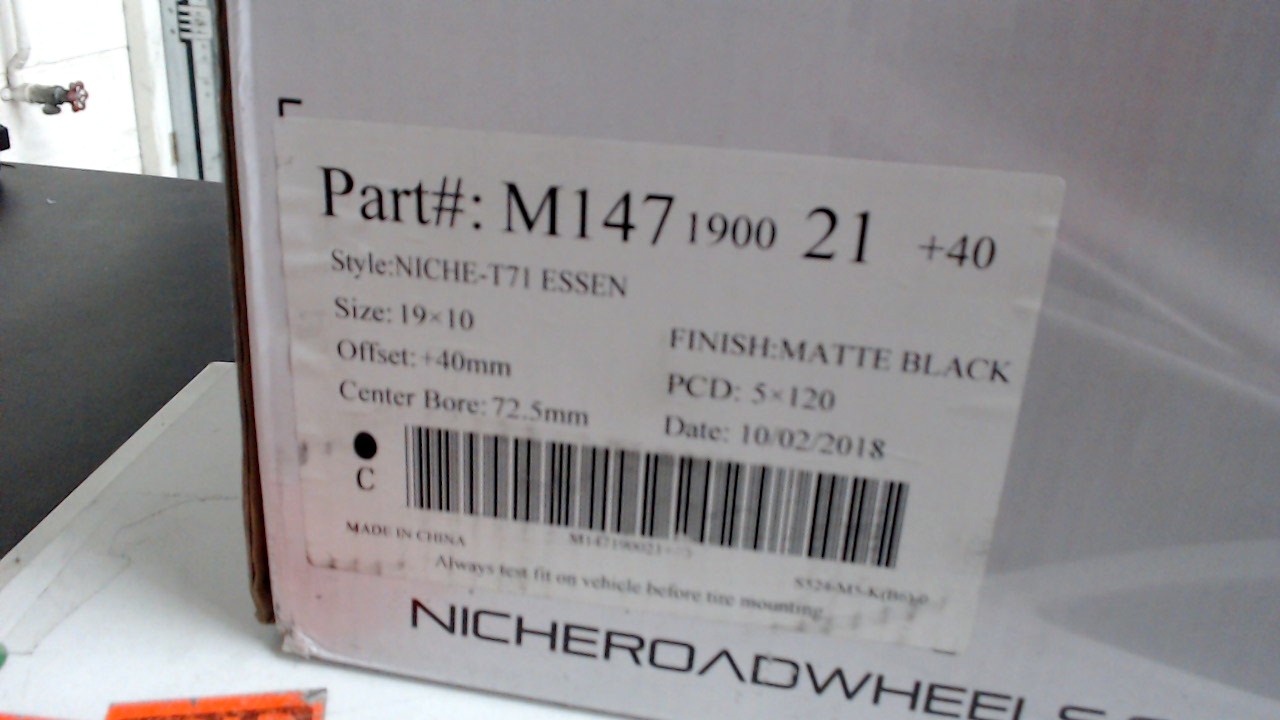 Part#: M147 1900 21 +40
Style:NICHE-T71 ESSEN
Size: 19×10
FINISH:MATTE BLACK
Offset: +40mm
PCD: 5×120
Center Bore: 72.5mm
Date: 10/02/2018
C
MADE IN CHINA
Always test fit on vehicle before tire mounting
NICHEROADWHEELS